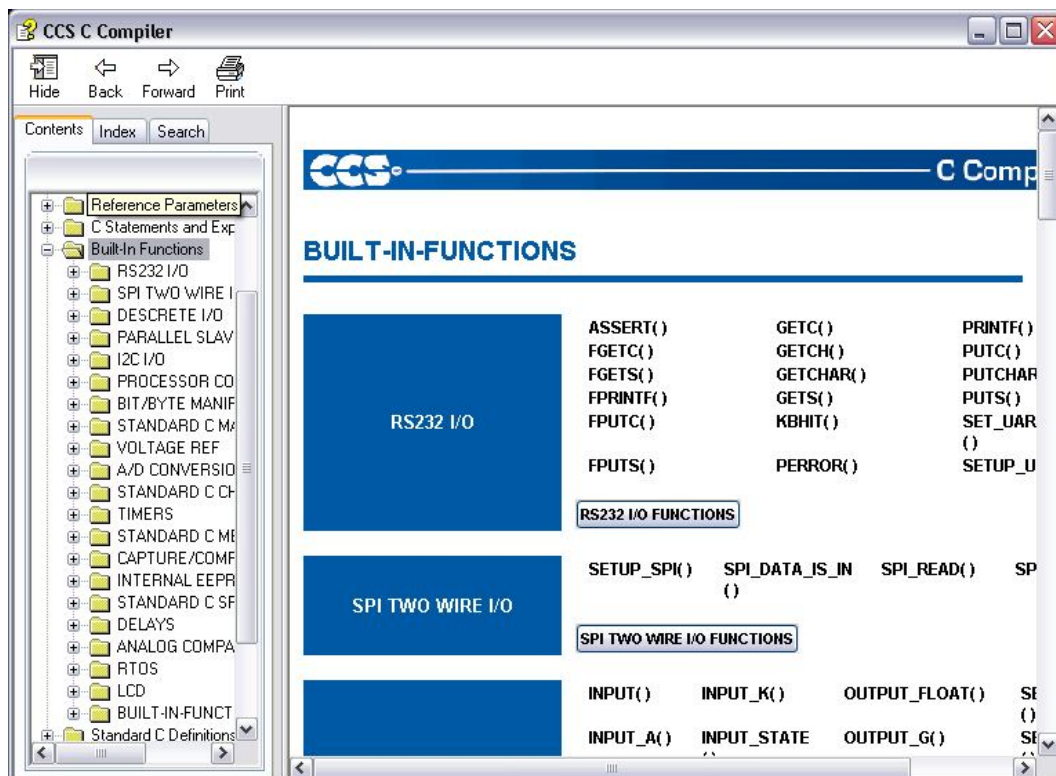 CCS C Compiler
Hide Back Forward Print
Contents Index Search
Reference Parameters
C Statements and Exp
Built-In Functions
RS232 I/O
SPI TWO WIRE I
DESCRETE I/O
PARALLEL SLAV
I2C I/O
PROCESSOR CO
BIT/BYTE MANIF
STANDARD C MA
VOLTAGE REF
A/D CONVERSIO
STANDARD C CH
TIMERS
STANDARD C ME
CAPTURE/COMF
INTERNAL EEPR
STANDARD C SF
DELAYS
ANALOG COMPA
RTOS
LCD
BUILT-IN-FUNCT
Standard C Definitions
CCS C Comp
BUILT-IN-FUNCTIONS
RS232 I/O
ASSERT() GETC() PRINTF()
FGETC() GETCH() PUTC()
FGETS() GETCHAR() PUTCHAR
FPRINTF() GETS() PUTS()
FPUTC() KBHIT() SET_UAR
()
FPUTS() PERROR() SETUP_U
RS232 I/O FUNCTIONS
SPI TWO WIRE I/O
SETUP_SPI() SPI_DATA_IS_IN SPI_READ() SP
()
SPI TWO WIRE I/O FUNCTIONS
INPUT() INPUT_K() OUTPUT_FLOAT() SE
()
INPUT_A() INPUT_STATE OUTPUT_G() SE